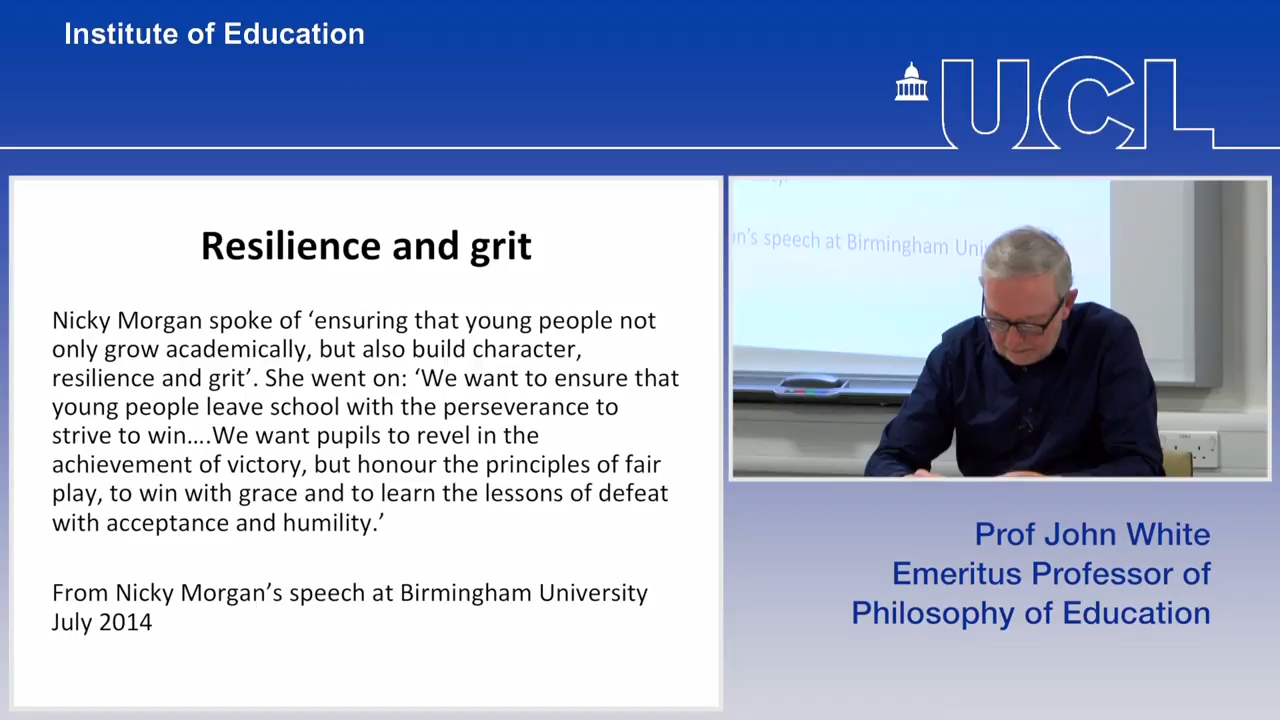 Institute of Education
UCL
Resilience and grit
Nicky Morgan spoke of ‘ensuring that young people not
only grow academically, but also build character,
resilience and grit’. She went on: ‘We want to ensure that
young people leave school with the perseverance to
strive to win….We want pupils to revel in the
achievement of victory, but honour the principles of fair
play, to win with grace and to learn the lessons of defeat
with acceptance and humility.’
From Nicky Morgan’s speech at Birmingham University
July 2014
n’s speech at Birmingham Uni
Prof John White
Emeritus Professor of
Philosophy of Education